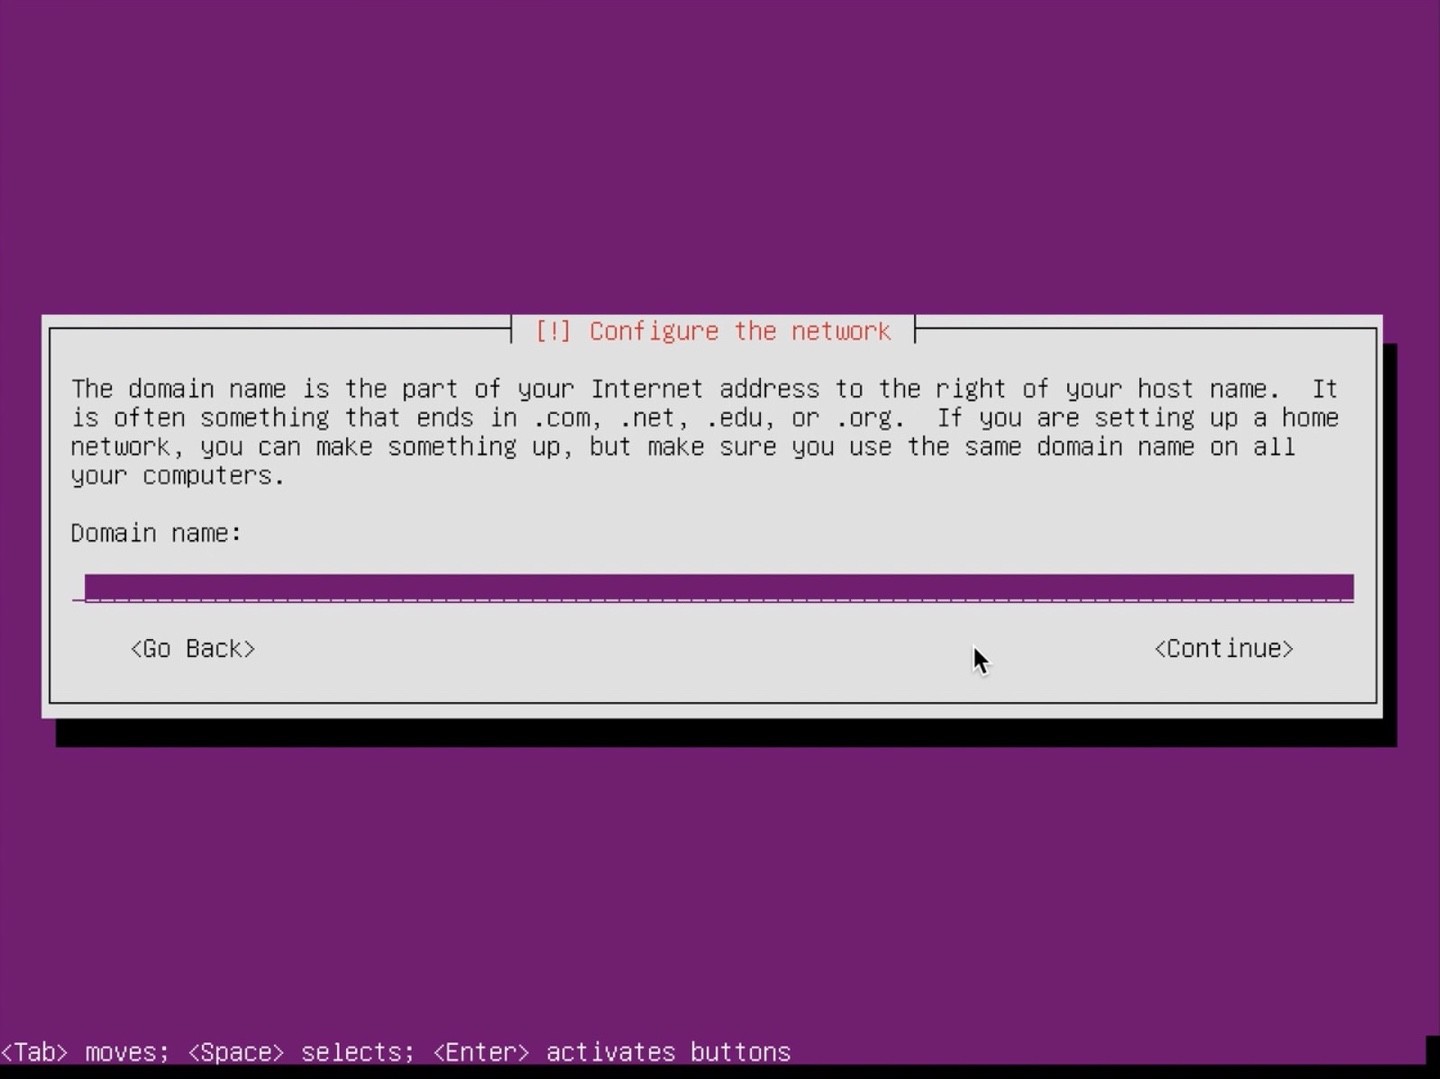 [!] Configure the network
The domain name is the part of your Internet address to the right of your host name.  It
is often something that ends in .com, .net, .edu, or .org.  If you are setting up a home
network, you can make something up, but make sure you use the same domain name on all
your computers.
Domain name:
<Go Back>
<Continue>
<Tab> moves; <Space> selects; <Enter> activates buttons